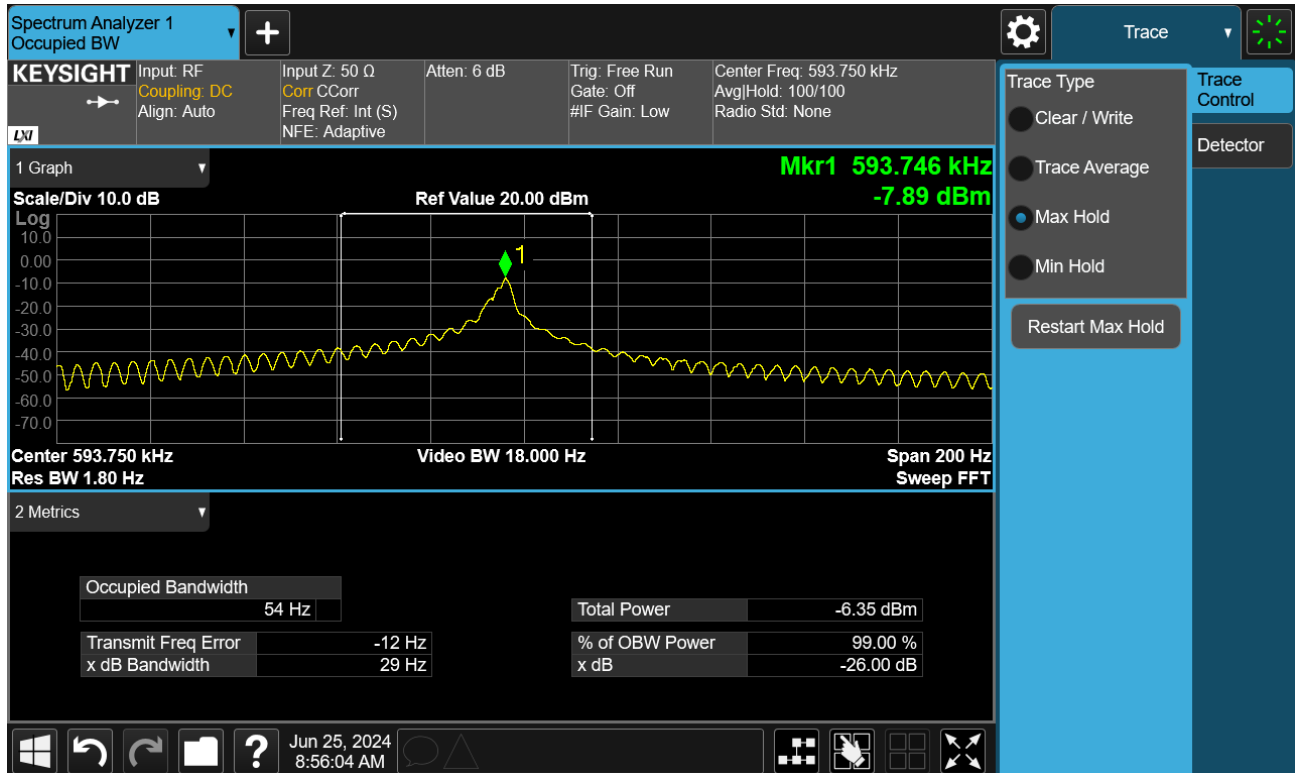 Spectrum Analyzer 1
Occupied BW
+
Trace
KEYSIGHT
LXI
Input: RF
Coupling: DC
Align: Auto
Input Z: 50 Ω
Corr CCorr
Freq Ref: Int (S)
NFE: Adaptive
Atten: 6 dB
Trig: Free Run
Gate: Off
#IF Gain: Low
Center Freq: 593.750 kHz
Avg|Hold: 100/100
Radio Std: None
Trace Type
Clear / Write
Trace Average
Max Hold
Min Hold
Restart Max Hold
Trace
Control
Detector
1 Graph
Mkr1 593.746 kHz
-7.89 dBm
Scale/Div 10.0 dB
Ref Value 20.00 dBm
Log
10.0
0.00
-10.0
-20.0
-30.0
-40.0
-50.0
-60.0
-70.0
1
Center 593.750 kHz
Video BW 18.000 Hz
Span 200 Hz
Res BW 1.80 Hz
Sweep FFT
2 Metrics
Occupied Bandwidth
54 Hz
Total Power -6.35 dBm
Transmit Freq Error -12 Hz
% of OBW Power 99.00 %
x dB Bandwidth 29 Hz
x dB -26.00 dB
?
Jun 25, 2024
8:56:04 AM